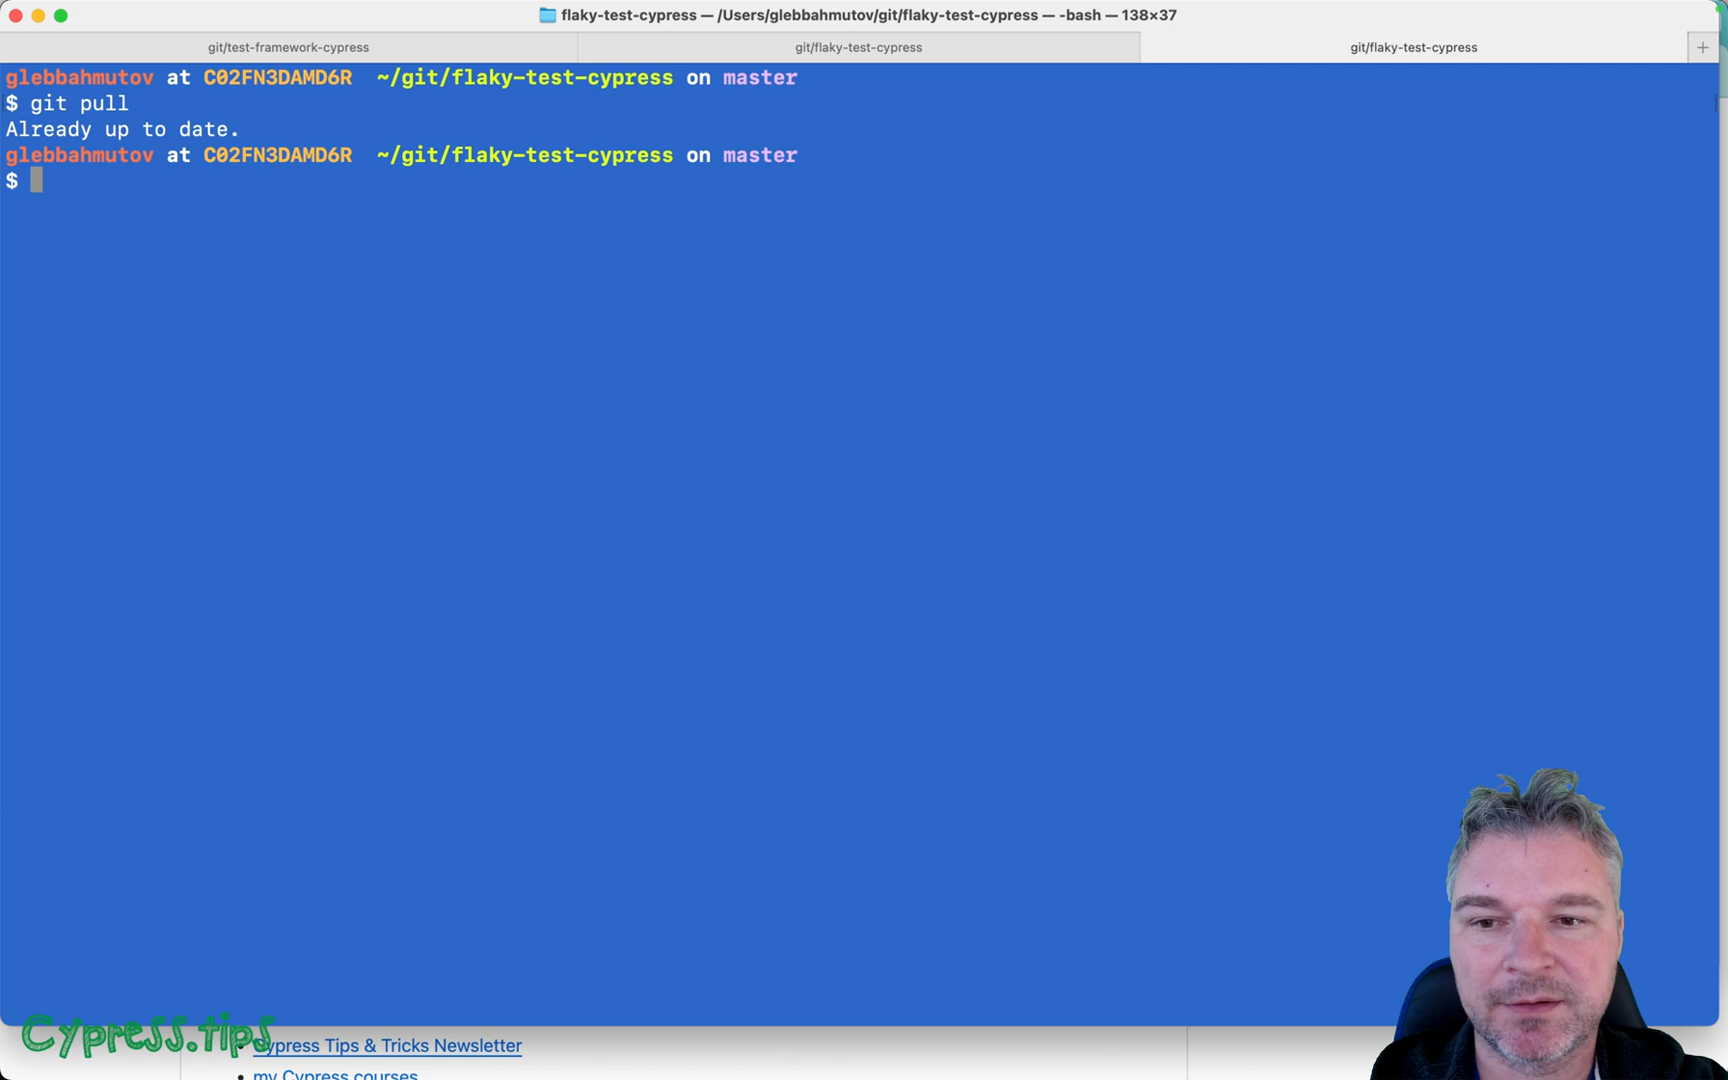 flaky-test-cypress — /Users/glebbahmutov/git/flaky-test-cypress — -bash — 138×37
git/test-framework-cypress
git/flaky-test-cypress
git/flaky-test-cypress
+
glebbahmutov at C02FN3DAMD6R ~/git/flaky-test-cypress on master
$ git pull
Already up to date.
glebbahmutov at C02FN3DAMD6R ~/git/flaky-test-cypress on master
$
Cypress.tips
Cypress Tips & Tricks Newsletter
my Cypress courses